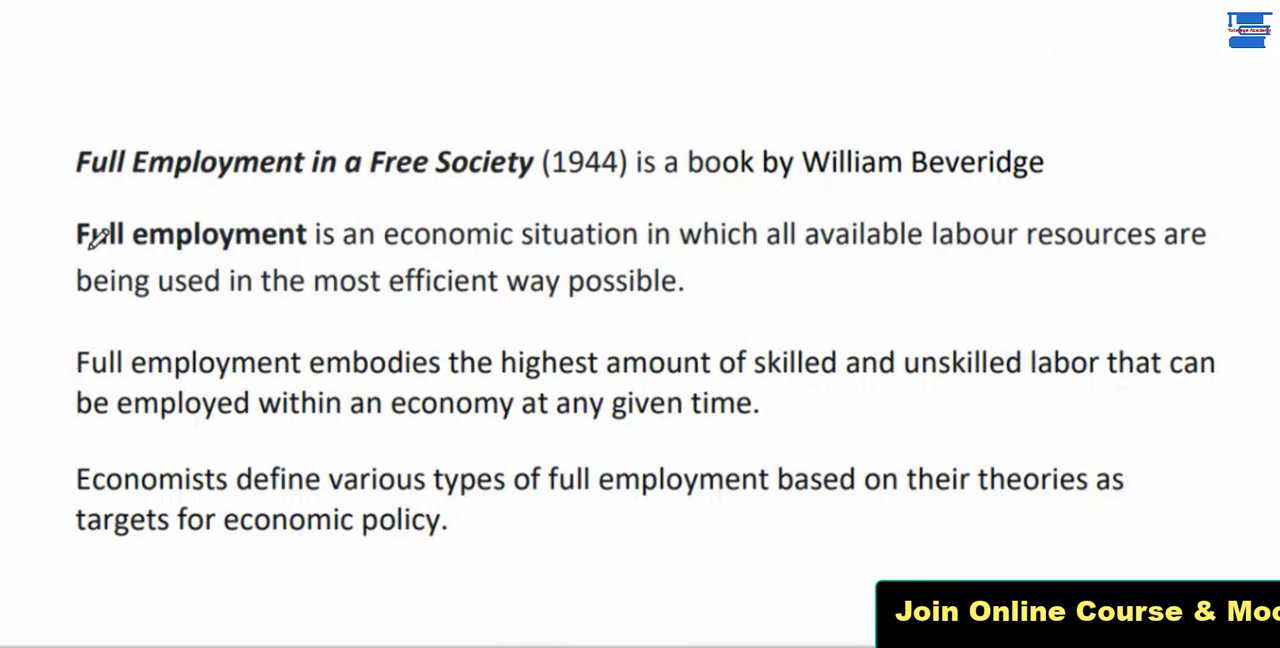 Full Employment in a Free Society (1944) is a book by William Beveridge
Full employment is an economic situation in which all available labour resources are
being used in the most efficient way possible.
Full employment embodies the highest amount of skilled and unskilled labor that can
be employed within an economy at any given time.
Economists define various types of full employment based on their theories as
targets for economic policy.
Join Online Course &